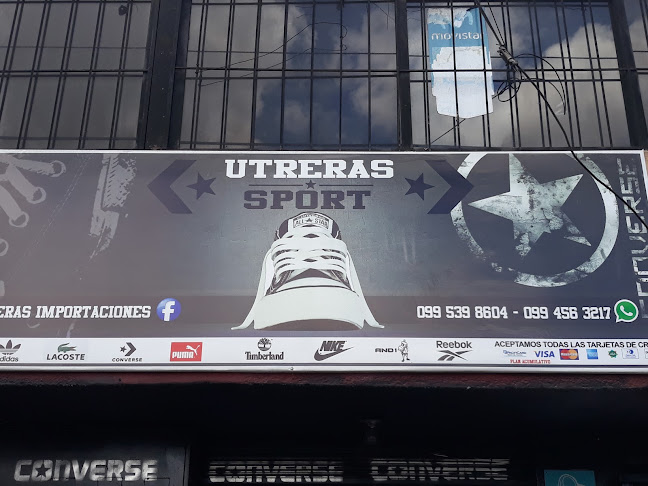 movistar
UTRERAS
SPORT
ALL STAR
CONVERSE
ERAS IMPORTACIONES
099 539 8604 - 099 456 3217
adidas
LACOSTE
CONVERSE
PUMA
Timberland
NIKE
AND1
Reebok
ACEPTAMOS TODAS LAS TARJETAS DE CR
VISA
PLAN ACUMULATIVO
CONVERSE
CONVERSE
CONVERSE